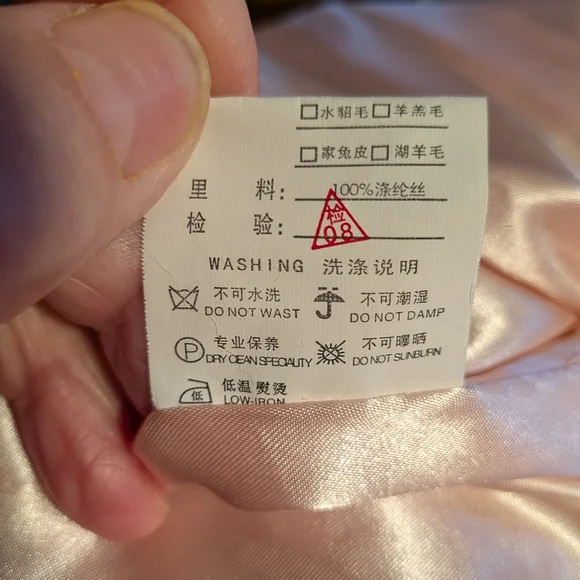 □水貂毛□羊羔毛
□家兔皮□湖羊毛
里 料: 100%涤纶丝
检 验: 检 08
WASHING 洗涤说明
不可水洗 不可潮湿
DO NOT WAST DO NOT DAMP
P 专业保养 不可曝晒
DRY CEAN SPECIALITY DO NOT SUNBURN
低 低温熨烫
LOW-IRON